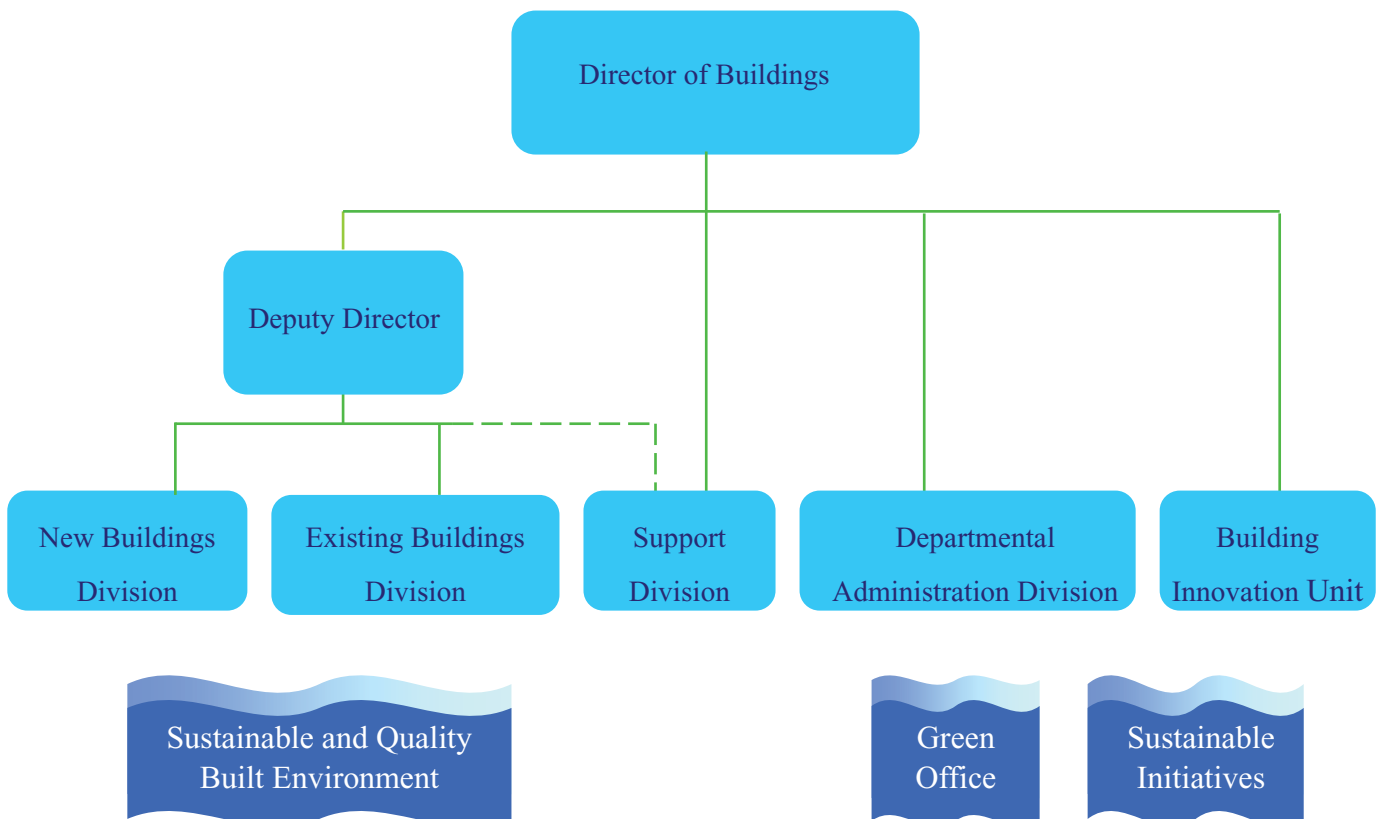 Director of Buildings
Deputy Director
New Buildings
Division
Existing Buildings
Division
Support
Division
Departmental
Administration Division
Building
Innovation Unit
Sustainable and Quality
Built Environment
Green
Office
Sustainable
Initiatives